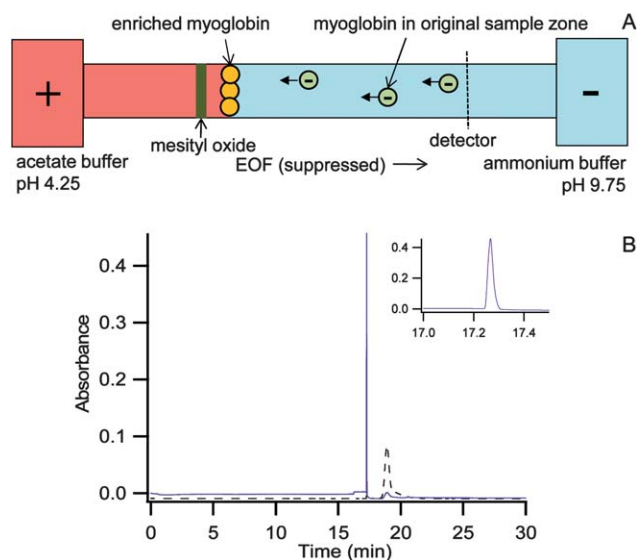 A
enriched myoglobin
myoglobin in original sample zone
+
-
-
-
-
mesityl oxide
detector
acetate buffer
pH 4.25
EOF (suppressed)
ammonium buffer
pH 9.75
B
0.4
0.3
0.2
0.1
0.0
Absorbance
0.4
0.2
0.0
17.0 17.2 17.4
0 5 10 15 20 25 30
Time (min)